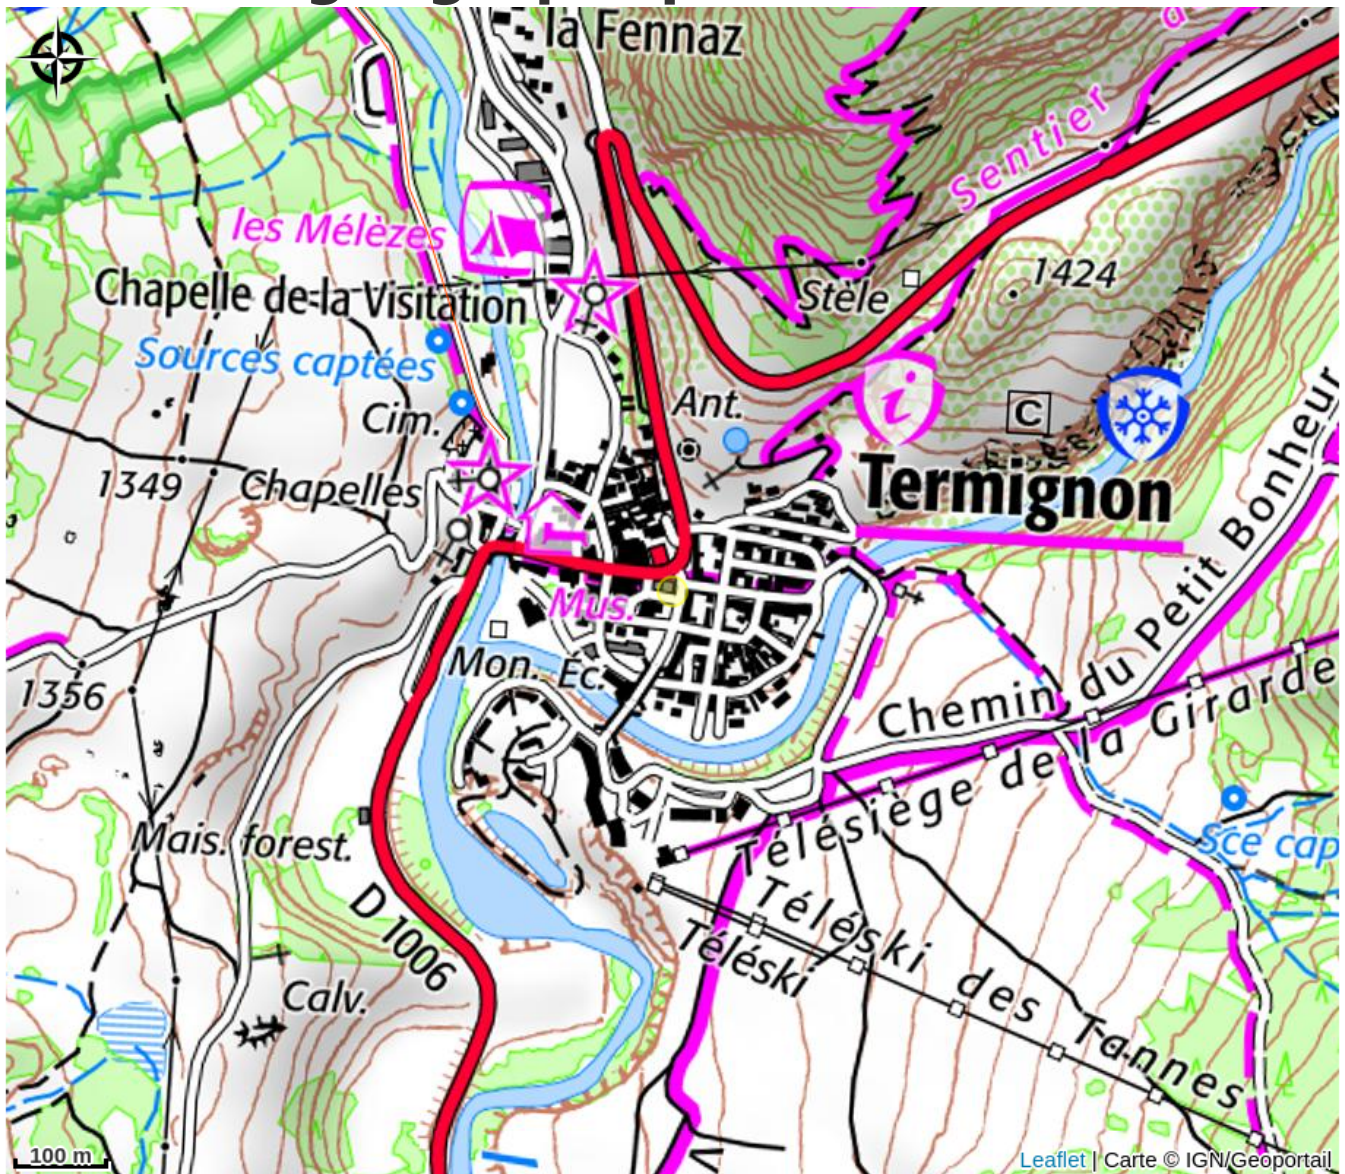 la Fennaz
Sentier
les Mélèzes
Chapelle de la Visitation
1424
Stèle
Sources captées
Cim.
Ant.
C
1349
Chapelles
Termignon
Chemin du Petit Bonheur
Mus.
Mon.
Éc.
1356
Télésiège de la Girarde
Mais. forest.
Sce cap
D 1006
Téléski des Tannes
Téléski
Calv.
100 m
Leaflet | Carte © IGN/Geoportail